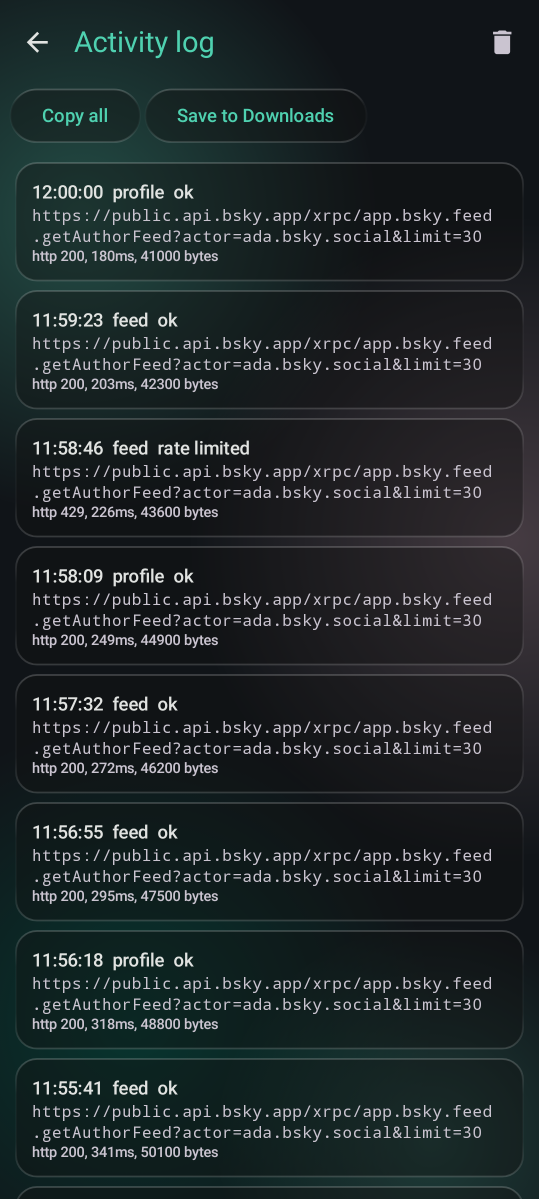 Activity log
Copy all
Save to Downloads
12:00:00 profile ok
https://public.api.bsky.app/xrpc/app.bsky.feed
.getAuthorFeed?actor=ada.bsky.social&limit=30
http 200, 180ms, 41000 bytes
11:59:23 feed ok
https://public.api.bsky.app/xrpc/app.bsky.feed
.getAuthorFeed?actor=ada.bsky.social&limit=30
http 200, 203ms, 42300 bytes
11:58:46 feed rate limited
https://public.api.bsky.app/xrpc/app.bsky.feed
.getAuthorFeed?actor=ada.bsky.social&limit=30
http 429, 226ms, 43600 bytes
11:58:09 profile ok
https://public.api.bsky.app/xrpc/app.bsky.feed
.getAuthorFeed?actor=ada.bsky.social&limit=30
http 200, 249ms, 44900 bytes
11:57:32 feed ok
https://public.api.bsky.app/xrpc/app.bsky.feed
.getAuthorFeed?actor=ada.bsky.social&limit=30
http 200, 272ms, 46200 bytes
11:56:55 feed ok
https://public.api.bsky.app/xrpc/app.bsky.feed
.getAuthorFeed?actor=ada.bsky.social&limit=30
http 200, 295ms, 47500 bytes
11:56:18 profile ok
https://public.api.bsky.app/xrpc/app.bsky.feed
.getAuthorFeed?actor=ada.bsky.social&limit=30
http 200, 318ms, 48800 bytes
11:55:41 feed ok
https://public.api.bsky.app/xrpc/app.bsky.feed
.getAuthorFeed?actor=ada.bsky.social&limit=30
http 200, 341ms, 50100 bytes